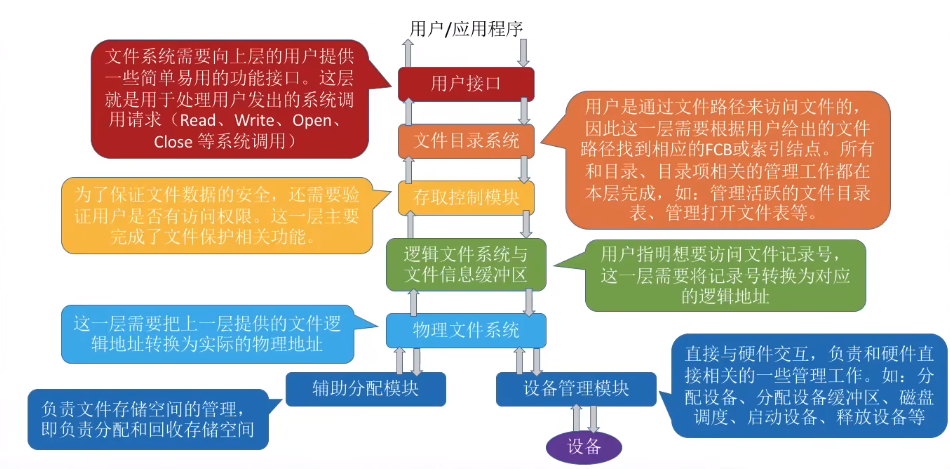 用户/应用程序
文件系统需要向上层的用户提供
一些简单易用的功能接口。这层
就是用于处理用户发出的系统调
用请求（Read、Write、Open、
Close 等系统调用）
用户接口
文件目录系统
用户是通过文件路径来访问文件的，
因此这一层需要根据用户给出的文件
路径找到相应的FCB或索引结点。所有
和目录、目录项相关的管理工作都在
本层完成，如：管理活跃的文件目录
表、管理打开文件表等。
为了保证文件数据的安全，还需要验
证用户是否有访问权限。这一层主要
完成了文件保护相关功能。
存取控制模块
逻辑文件系统与
文件信息缓冲区
用户指明想要访问文件记录号，
这一层需要将记录号转换为对应
的逻辑地址
这一层需要把上一层提供的文件逻
辑地址转换为实际的物理地址
物理文件系统
辅助分配模块
设备管理模块
直接与硬件交互，负责和硬件直
接相关的一些管理工作。如：分
配设备、分配设备缓冲区、磁盘
调度、启动设备、释放设备等
负责文件存储空间的管理，
即负责分配和回收存储空间
设备